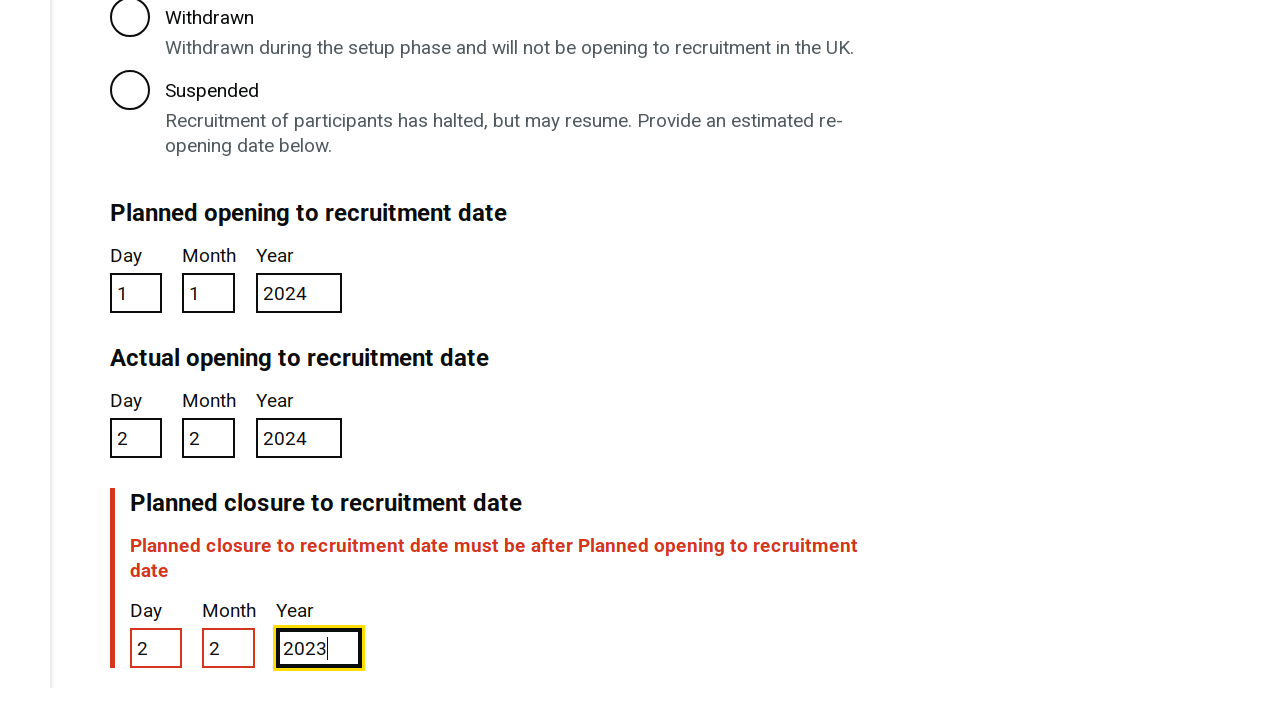 Withdrawn
Withdrawn during the setup phase and will not be opening to recruitment in the UK.
Suspended
Recruitment of participants has halted, but may resume. Provide an estimated re-
opening date below.
Planned opening to recruitment date
Day Month Year
1 1 2024
Actual opening to recruitment date
Day Month Year
2 2 2024
Planned closure to recruitment date
Planned closure to recruitment date must be after Planned opening to recruitment
date
Day Month Year
2 2 2023